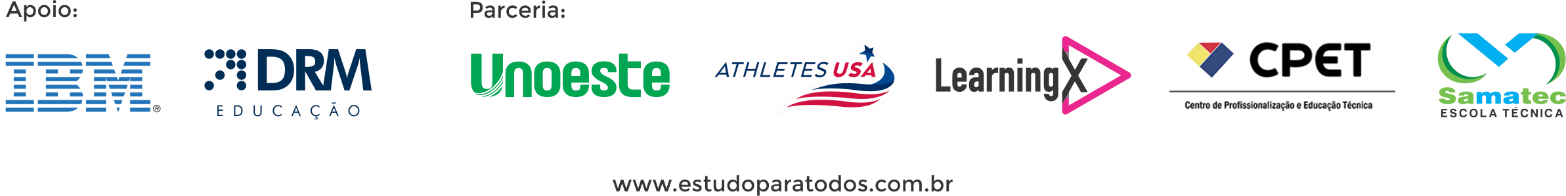 Apoio:
Parceria:
IBM®
DRM
EDUCAÇÃO
Unoeste
ATHLETES USA
LearningX
CPET
Centro de Profissionalização e Educação Técnica
Samatec
ESCOLA TÉCNICA
www.estudoparatodos.com.br